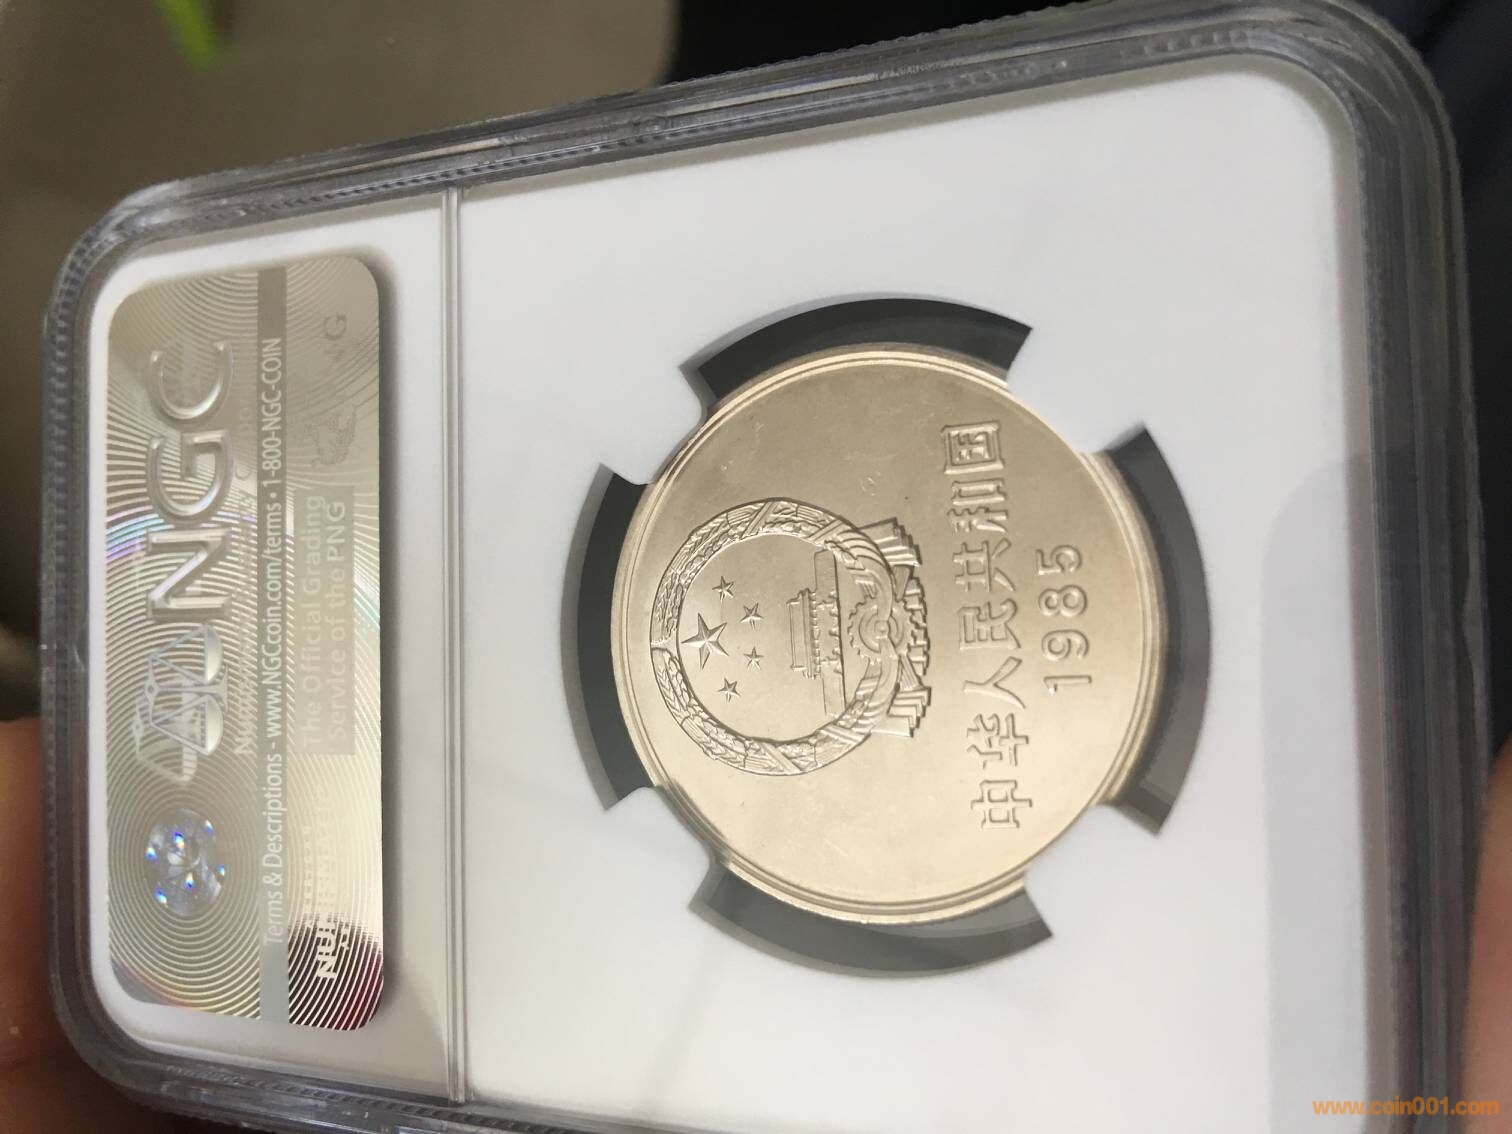 NGC
Terms & Descriptions - www.NGCcoin.com/terms • 1-800-NGC-COIN
The Official Grading
Service of the PNG
中华人民共和国
1985
www.coin001.com